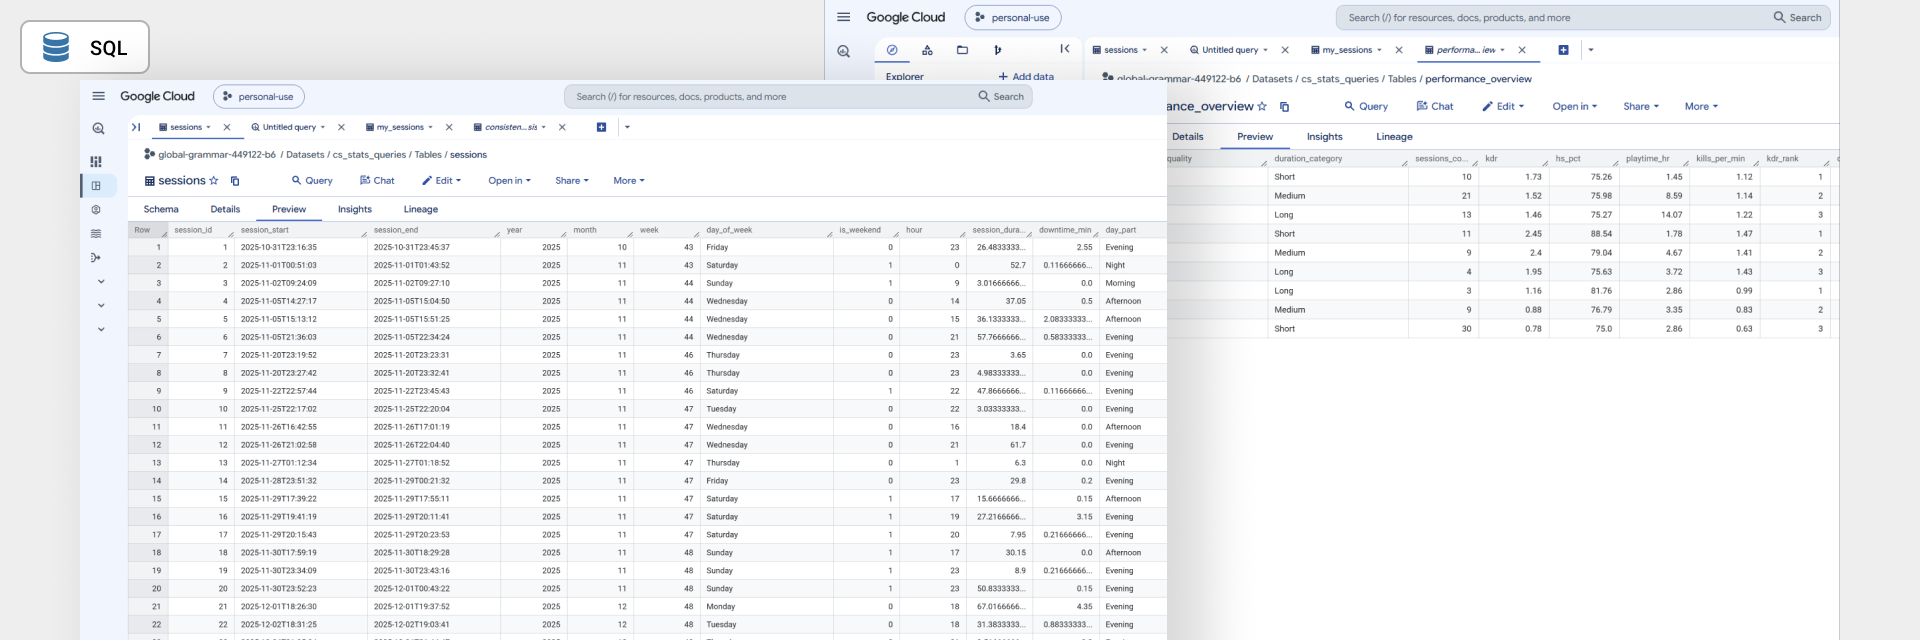 SQL
Google Cloud personal-use Search (/) for resources, docs, products, and more Search
sessions Untitled query my_sessions performa... iew
Explorer + Add data
global-grammar-449122-b6 / Datasets / cs_stats_queries / Tables / performance_overview
ance_overview Query Chat Edit Open in Share More
Details Preview Insights Lineage
quality duration_category sessions_co... kdr hs_pct playtime_hr kills_per_min kdr_rank
Short 10 1.73 75.26 1.45 1.12 1
Medium 21 1.52 75.98 8.59 1.14 2
Long 13 1.46 75.27 14.07 1.22 3
Short 11 2.45 88.54 1.78 1.47 1
Medium 9 2.4 79.04 4.67 1.41 2
Long 4 1.95 75.63 3.72 1.43 3
Long 3 1.16 81.76 2.86 0.99 1
Medium 9 0.88 76.79 3.35 0.83 2
Short 30 0.78 75.0 2.86 0.63 3
Google Cloud personal-use Search (/) for resources, docs, products, and more Search
sessions Untitled query my_sessions consisten...sis
global-grammar-449122-b6 / Datasets / cs_stats_queries / Tables / sessions
sessions Query Chat Edit Open in Share More
Schema Details Preview Insights Lineage
Row session_id session_start session_end year month week day_of_week is_weekend hour session_dura... downtime_min day_part
1 1 2025-10-31T23:16:35 2025-10-31T23:45:37 2025 10 43 Friday 0 23 26.4833333... 2.55 Evening
2 2 2025-11-01T00:51:03 2025-11-01T01:43:52 2025 11 43 Saturday 1 0 52.7 0.11666666... Night
3 3 2025-11-02T09:24:09 2025-11-02T09:27:10 2025 11 44 Sunday 1 9 3.01666666... 0.0 Morning
4 4 2025-11-05T14:27:17 2025-11-05T15:04:50 2025 11 44 Wednesday 0 14 37.05 0.5 Afternoon
5 5 2025-11-05T15:13:12 2025-11-05T15:51:25 2025 11 44 Wednesday 0 15 36.1333333... 2.08333333... Afternoon
6 6 2025-11-05T21:36:03 2025-11-05T22:34:24 2025 11 44 Wednesday 0 21 57.7666666... 0.58333333... Evening
7 7 2025-11-20T23:19:52 2025-11-20T23:23:31 2025 11 46 Thursday 0 23 3.65 0.0 Evening
8 8 2025-11-20T23:27:42 2025-11-20T23:32:41 2025 11 46 Thursday 0 23 4.98333333... 0.0 Evening
9 9 2025-11-22T22:57:44 2025-11-22T23:45:43 2025 11 46 Saturday 1 22 47.8666666... 0.11666666... Evening
10 10 2025-11-25T22:17:02 2025-11-25T22:20:04 2025 11 47 Tuesday 0 22 3.03333333... 0.0 Evening
11 11 2025-11-26T16:42:55 2025-11-26T17:01:19 2025 11 47 Wednesday 0 16 18.4 0.0 Afternoon
12 12 2025-11-26T21:02:58 2025-11-26T22:04:40 2025 11 47 Wednesday 0 21 61.7 0.0 Evening
13 13 2025-11-27T01:12:34 2025-11-27T01:18:52 2025 11 47 Thursday 0 1 6.3 0.0 Night
14 14 2025-11-28T23:51:32 2025-11-29T00:21:32 2025 11 47 Friday 0 23 29.8 0.2 Evening
15 15 2025-11-29T17:39:22 2025-11-29T17:55:11 2025 11 47 Saturday 1 17 15.6666666... 0.15 Afternoon
16 16 2025-11-29T19:41:19 2025-11-29T20:11:41 2025 11 47 Saturday 1 19 27.2166666... 3.15 Evening
17 17 2025-11-29T20:15:43 2025-11-29T20:23:53 2025 11 47 Saturday 1 20 7.95 0.21666666... Evening
18 18 2025-11-30T17:59:19 2025-11-30T18:29:28 2025 11 48 Sunday 1 17 30.15 0.0 Afternoon
19 19 2025-11-30T23:34:09 2025-11-30T23:43:16 2025 11 48 Sunday 1 23 8.9 0.21666666... Evening
20 20 2025-11-30T23:52:23 2025-12-01T00:43:22 2025 11 48 Sunday 1 23 50.8333333... 0.15 Evening
21 21 2025-12-01T18:26:30 2025-12-01T19:37:52 2025 12 48 Monday 0 18 67.0166666... 4.35 Evening
22 22 2025-12-02T18:31:25 2025-12-02T19:03:41 2025 12 48 Tuesday 0 18 31.3833333... 0.88333333... Evening